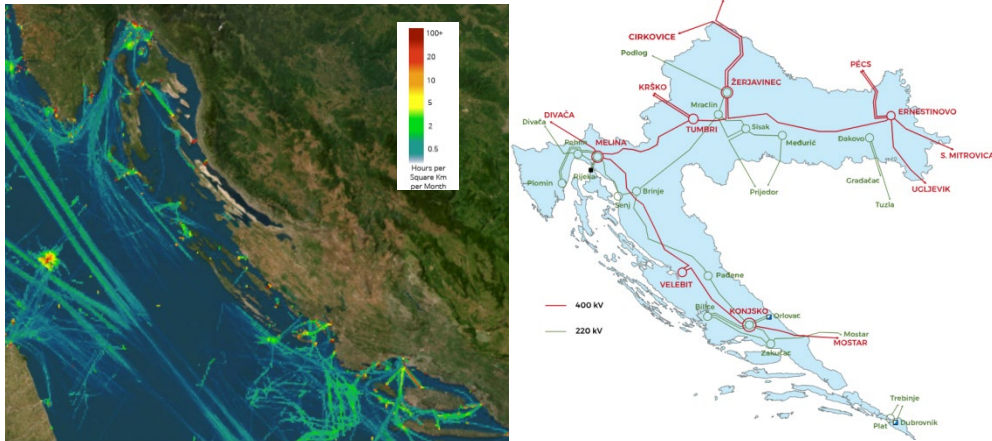 100+
20
10
5
2
0.5
Hours per
Square Km
per Month
CIRKOVICE
Podlog
ŽERJAVINEC
KRŠKO
Mraclin
PÉCS
ERNESTINOVO
DIVAČA
Divača
MELINA
TUMBRI
Sisak
Međurić
Đakovo
S. MITROVICA
Pehlin
Rijeka
Plomin
Senj
Brinje
Prijedor
Gradačac
Tuzla
UGLJEVIK
VELEBIT
Pađene
400 kV
220 kV
Bilice
KONJSKO
Orlovac
Mostar
MOSTAR
Zakučac
Trebinje
Plat
Dubrovnik